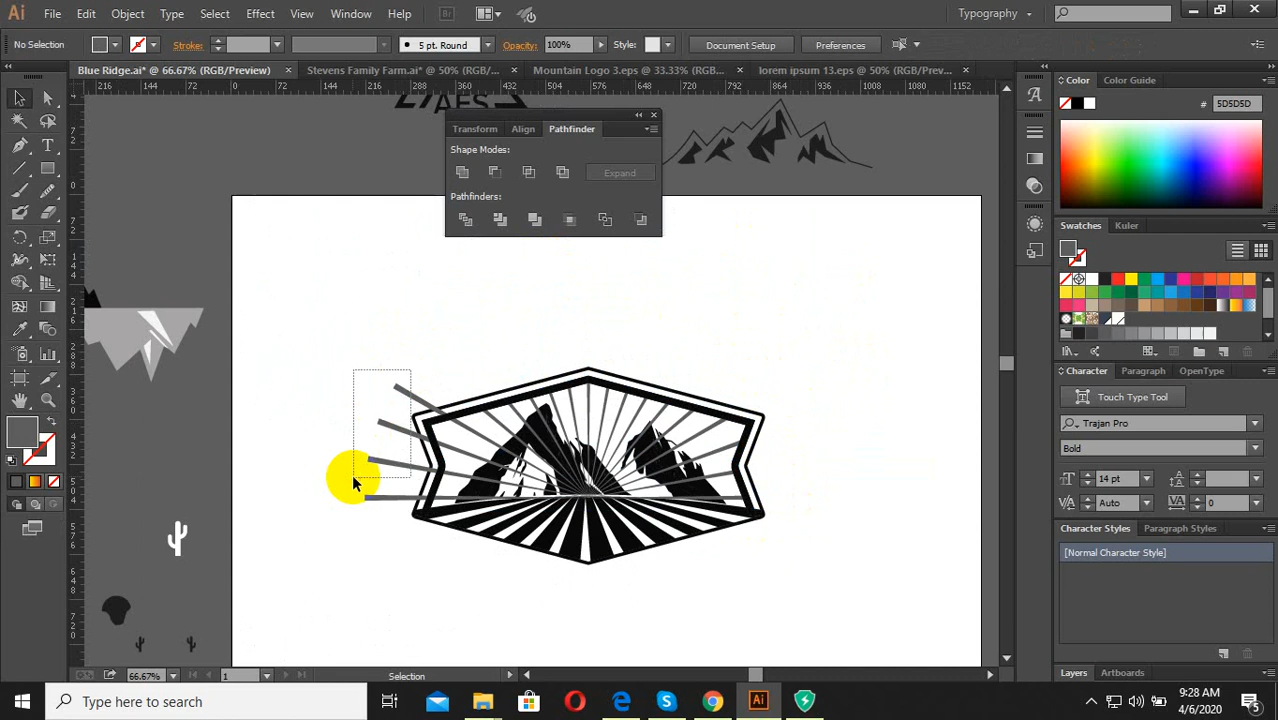 Ai File Edit Object Type Select Effect View Window Help Br Typography
No Selection Stroke: 5 pt. Round Opacity: 100% Style: Document Setup Preferences
Blue Ridge.ai* @ 66.67% (RGB/Preview) × Stevens Family Farm.ai* @ 50% (RGB/... × Mountain Logo 3.eps @ 33.33% (RGB... × lorem ipsum 13.eps @ 50% (RGB/Prev... ×
216 144 72 0 72 144 216 288 360 432 504 576 648 720 792 864 936 1008 1080 1152
Color Color Guide
# 5D5D5D
Transform Align Pathfinder
Shape Modes:
Expand
Pathfinders:
Swatches Kuler
Character Paragraph OpenType
Touch Type Tool
Trajan Pro
Bold
14 pt
Auto 0
Character Styles Paragraph Styles
[Normal Character Style]
Layers Artboards
66.67% 1 Selection
Type here to search
Ai
9:28 AM
4/6/2020
5